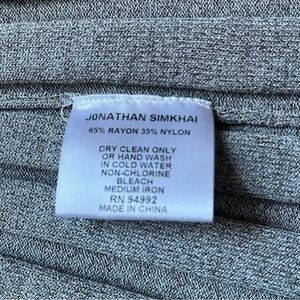 JONATHAN SIMKHAI
65% RAYON 35% NYLON
DRY CLEAN ONLY
OR HAND WASH
IN COLD WATER
NON-CHLORINE
BLEACH
MEDIUM IRON
RN 94992
MADE IN CHINA